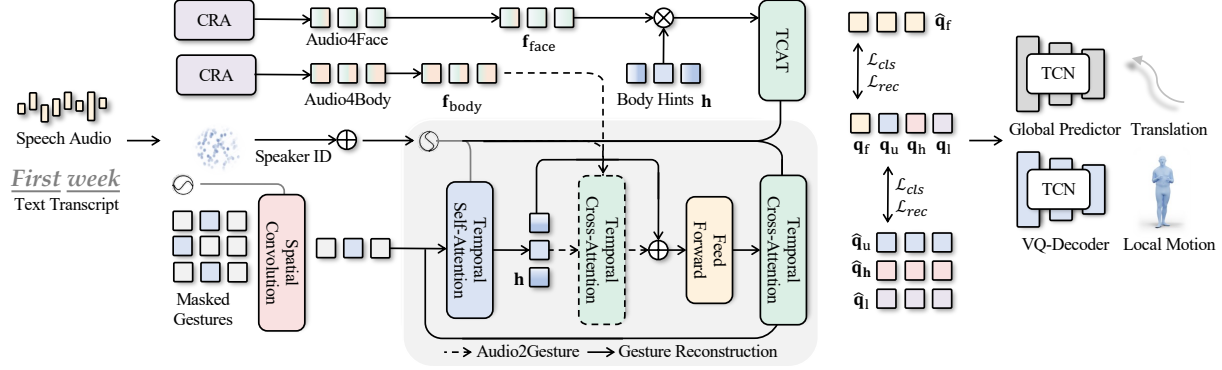 CRA
Audio4Face
f_face
TCAT
CRA
Audio4Body
f_body
Body Hints h
Speech Audio
Speaker ID
First week
Text Transcript
Masked
Gestures
Spatial
Convolution
Temporal
Self-Attention
h
Temporal
Cross-Attention
Feed
Forward
Temporal
Cross-Attention
Audio2Gesture
Gesture Reconstruction
q̂_f
ℒ_cls
ℒ_rec
q_f q_u q_h q_l
ℒ_cls
ℒ_rec
q̂_u
q̂_h
q̂_l
TCN
Global Predictor
Translation
TCN
VQ-Decoder
Local Motion